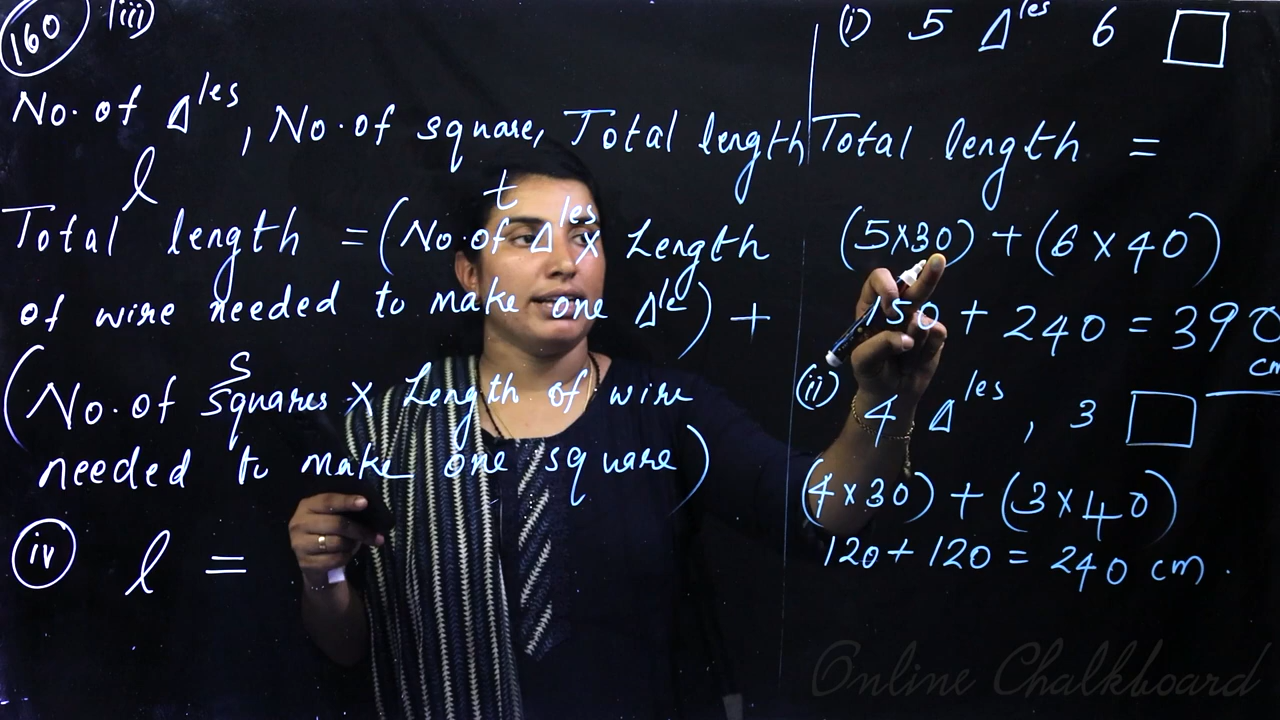 160 (iii)
No. of Δles, No. of square, Total length
l
t
Total length = (No. of Δles × Length
of wire needed to make one Δle) +
s
(No. of squares × Length of wire
needed to make one square)
(iv) l =
(i) 5 Δles 6 □
Total length =
(5×30) + (6×40)
150 + 240 = 390
cm
(ii) 4 Δles, 3 □
(4×30) + (3×40)
120 + 120 = 240 cm.
Online Chalkboard